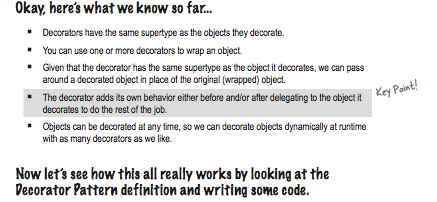 Okay, here's what we know so far...
▪ Decorators have the same supertype as the objects they decorate.
▪ You can use one or more decorators to wrap an object.
▪ Given that the decorator has the same supertype as the object it decorates, we can pass
around a decorated object in place of the original (wrapped) object.
▪ The decorator adds its own behavior either before and/or after delegating to the object it
decorates to do the rest of the job.
Key Point!
▪ Objects can be decorated at any time, so we can decorate objects dynamically at runtime
with as many decorators as we like.
Now let's see how this all really works by looking at the
Decorator Pattern definition and writing some code.